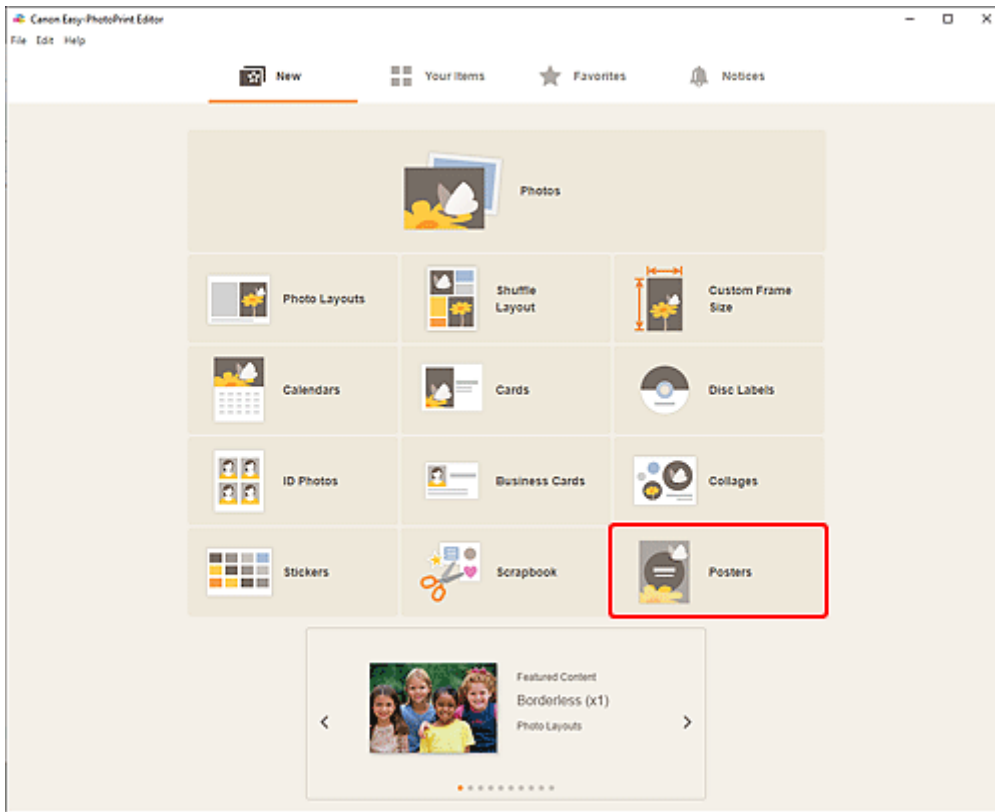 Canon Easy-PhotoPrint Editor
File Edit Help
New Your Items Favorites Notices
Photos
Photo Layouts
Shuffle
Layout
Custom Frame
Size
Calendars
Cards
Disc Labels
ID Photos
Business Cards
Collages
Stickers
Scrapbook
Posters
Featured Content
Borderless (x1)
Photo Layouts